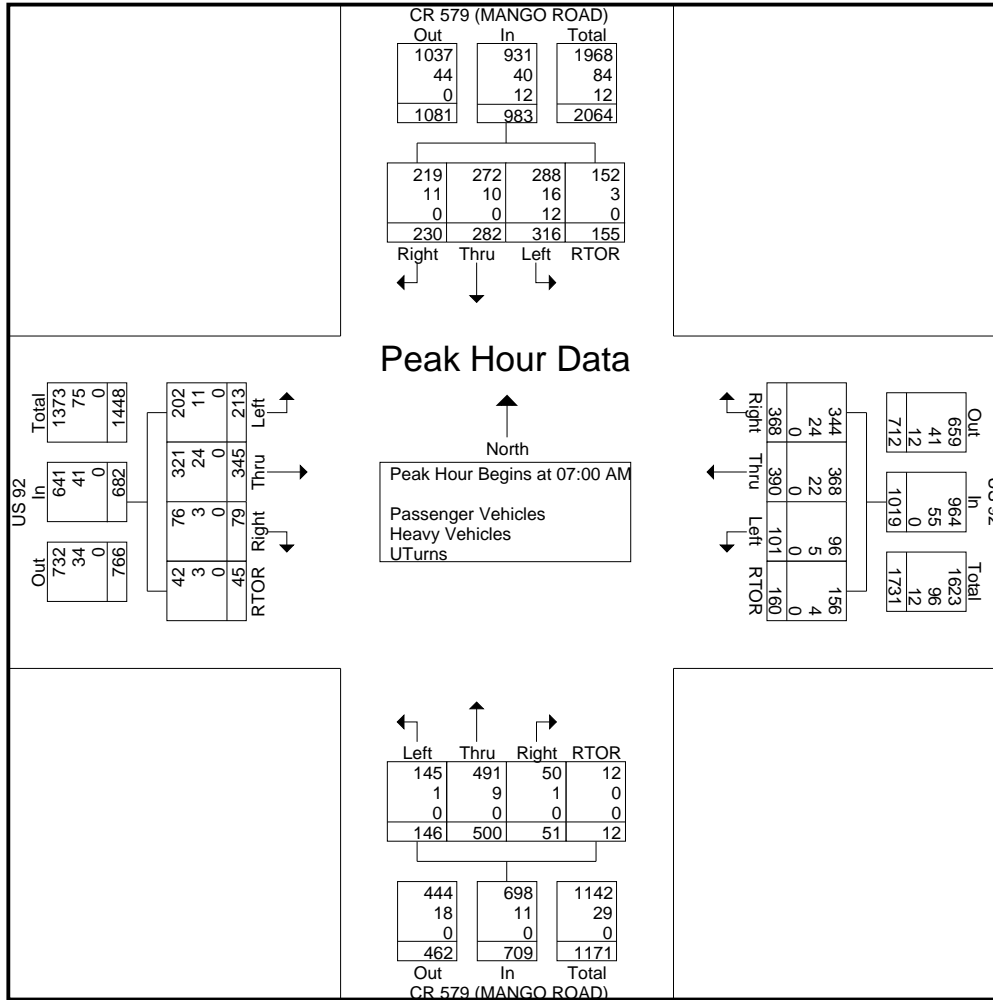 CR 579 (MANGO ROAD)
Out In Total
1037 931 1968
44 40 84
0 12 12
1081 983 2064
219 272 288 152
11 10 16 3
0 0 12 0
230 282 316 155
Right Thru Left RTOR
Peak Hour Data
North
Peak Hour Begins at 07:00 AM
Passenger Vehicles
Heavy Vehicles
UTurns
US 92
Total In Out
1373 641 732
75 41 34
0 0 0
1448 682 766
202 11 0 213 Left
321 24 0 345 Thru
76 3 0 79 Right
42 3 0 45 RTOR
Right 368 0 24 344
Thru 390 0 22 368
Left 101 0 5 96
RTOR 160 0 4 156
Out In Total
659 964 1623
41 55 96
12 0 12
712 1019 1731
US 92
Left Thru Right RTOR
145 491 50 12
1 9 1 0
0 0 0 0
146 500 51 12
444 698 1142
18 11 29
0 0 0
462 709 1171
Out In Total
CR 579 (MANGO ROAD)